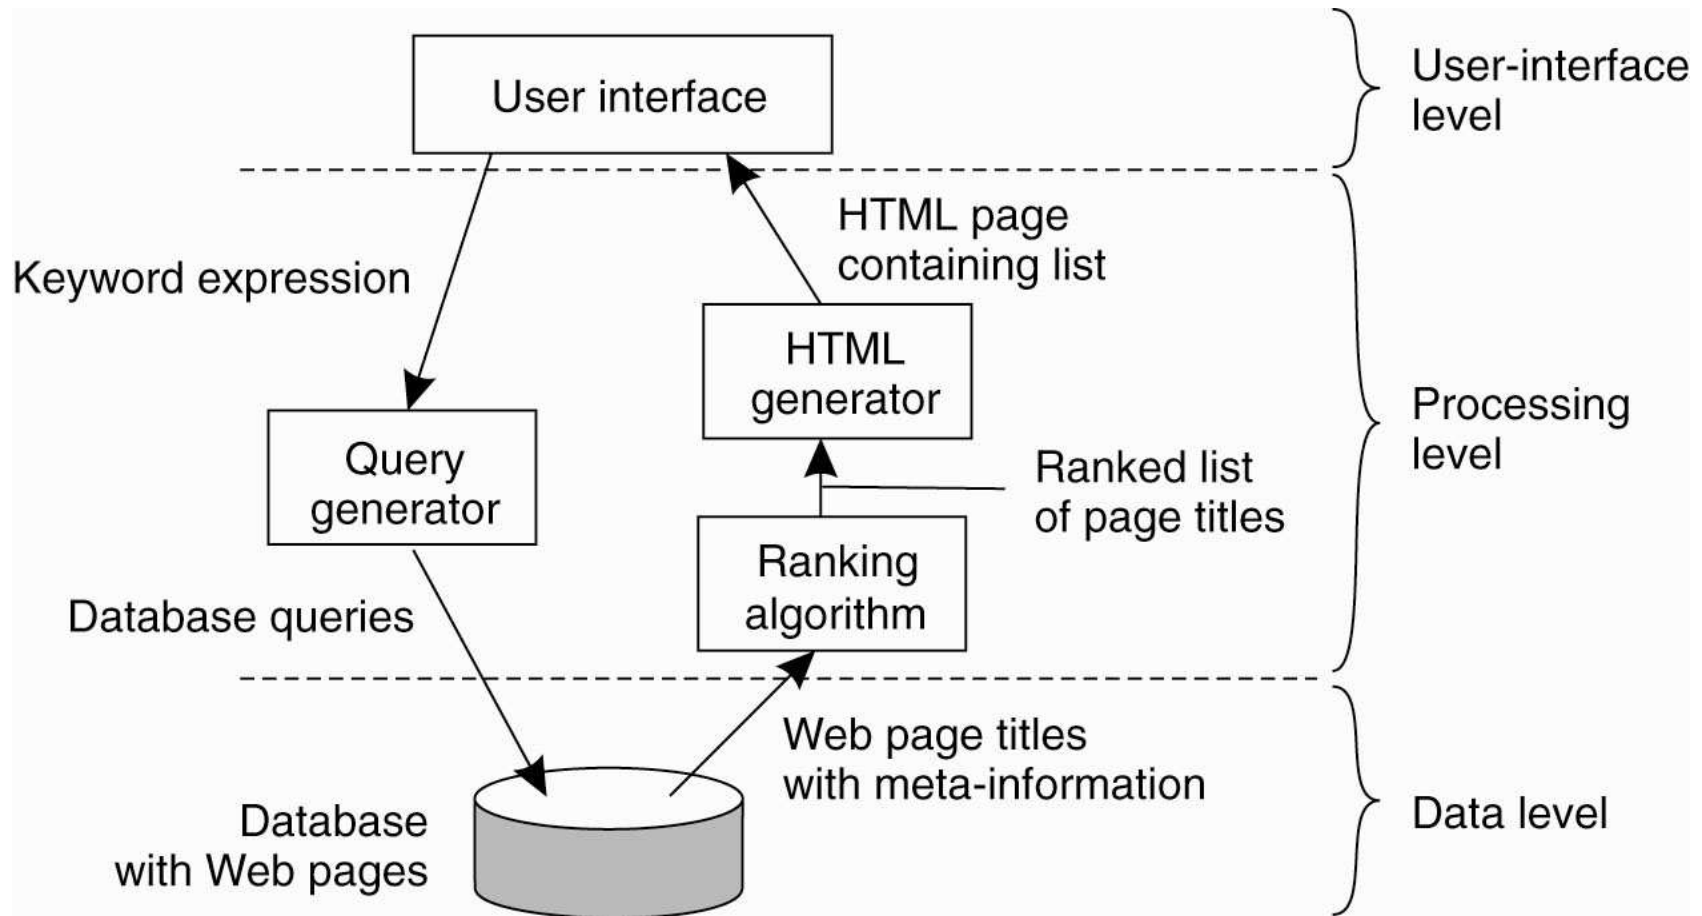 User interface
User-interface
level
HTML page
containing list
Keyword expression
HTML
generator
Processing
level
Query
generator
Ranked list
of page titles
Ranking
algorithm
Database queries
Web page titles
with meta-information
Database
with Web pages
Data level